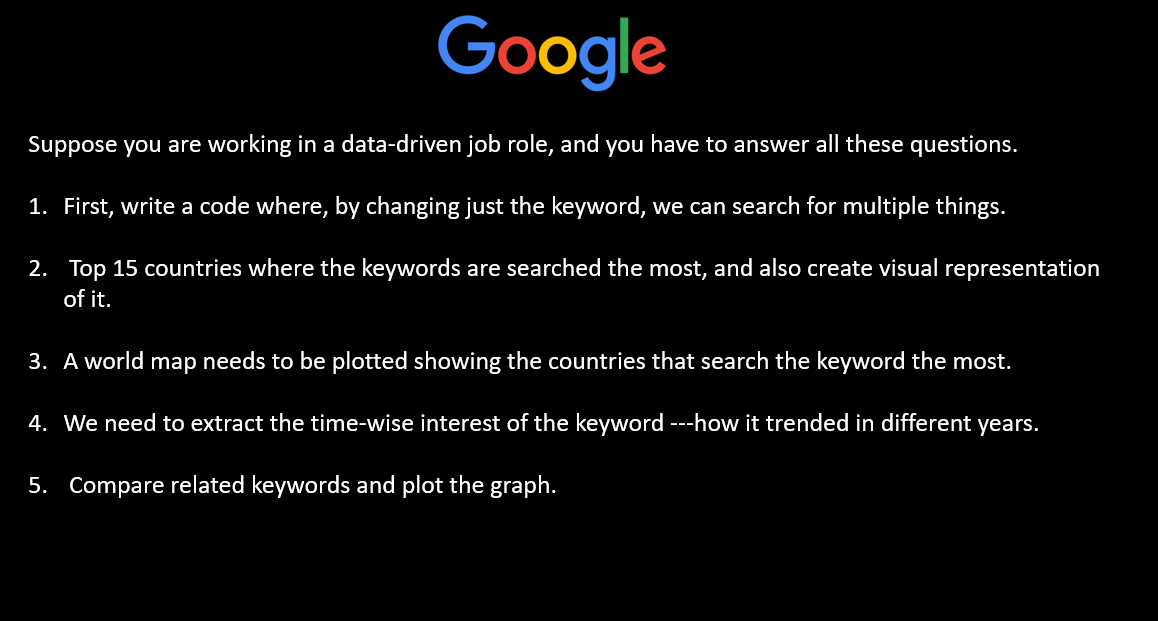 Google
Suppose you are working in a data-driven job role, and you have to answer all these questions.
1. First, write a code where, by changing just the keyword, we can search for multiple things.
2. Top 15 countries where the keywords are searched the most, and also create visual representation
of it.
3. A world map needs to be plotted showing the countries that search the keyword the most.
4. We need to extract the time-wise interest of the keyword ---how it trended in different years.
5. Compare related keywords and plot the graph.